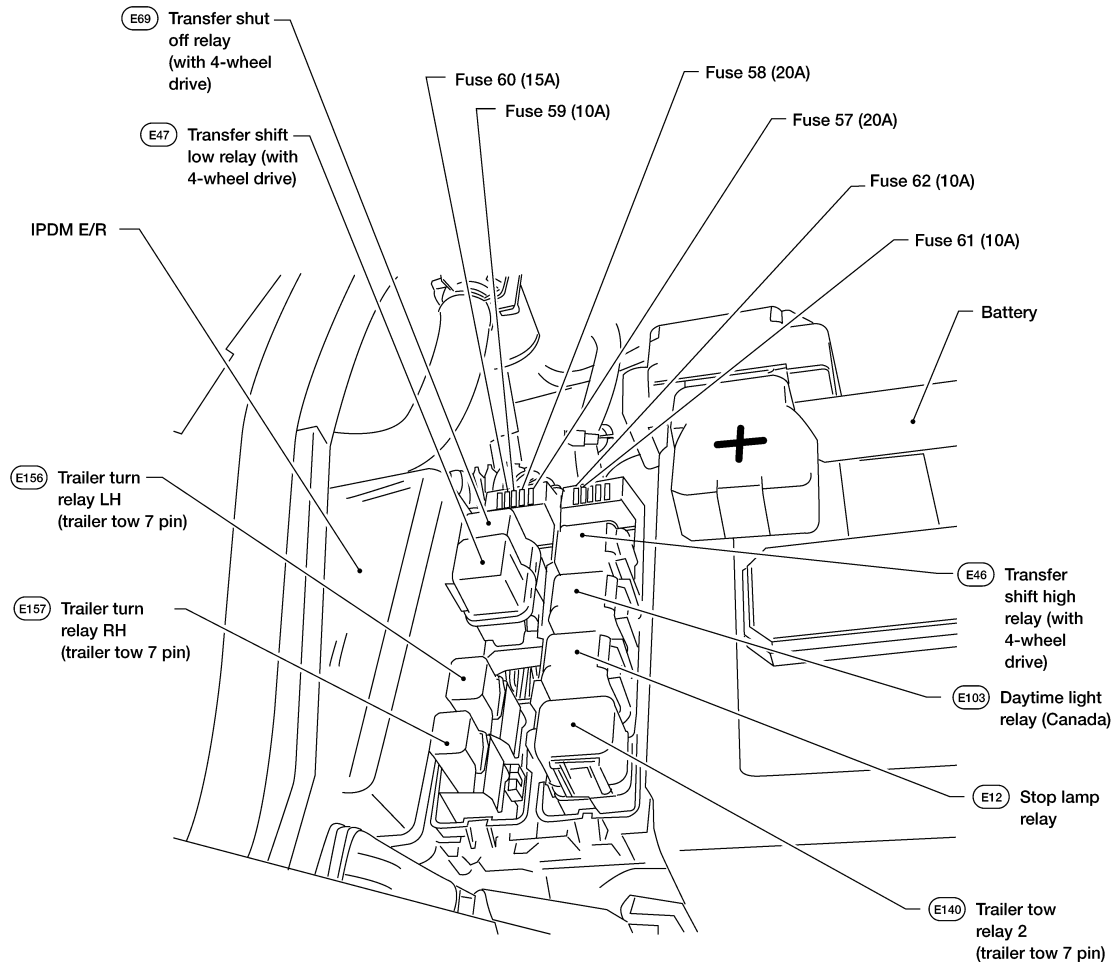 E69 Transfer shut
off relay
(with 4-wheel
drive)
Fuse 60 (15A)
Fuse 58 (20A)
Fuse 59 (10A)
Fuse 57 (20A)
E47 Transfer shift
low relay (with
4-wheel drive)
Fuse 62 (10A)
IPDM E/R
Fuse 61 (10A)
Battery
E156 Trailer turn
relay LH
(trailer tow 7 pin)
E157 Trailer turn
relay RH
(trailer tow 7 pin)
E46 Transfer
shift high
relay (with
4-wheel
drive)
E103 Daytime light
relay (Canada)
E12 Stop lamp
relay
E140 Trailer tow
relay 2
(trailer tow 7 pin)